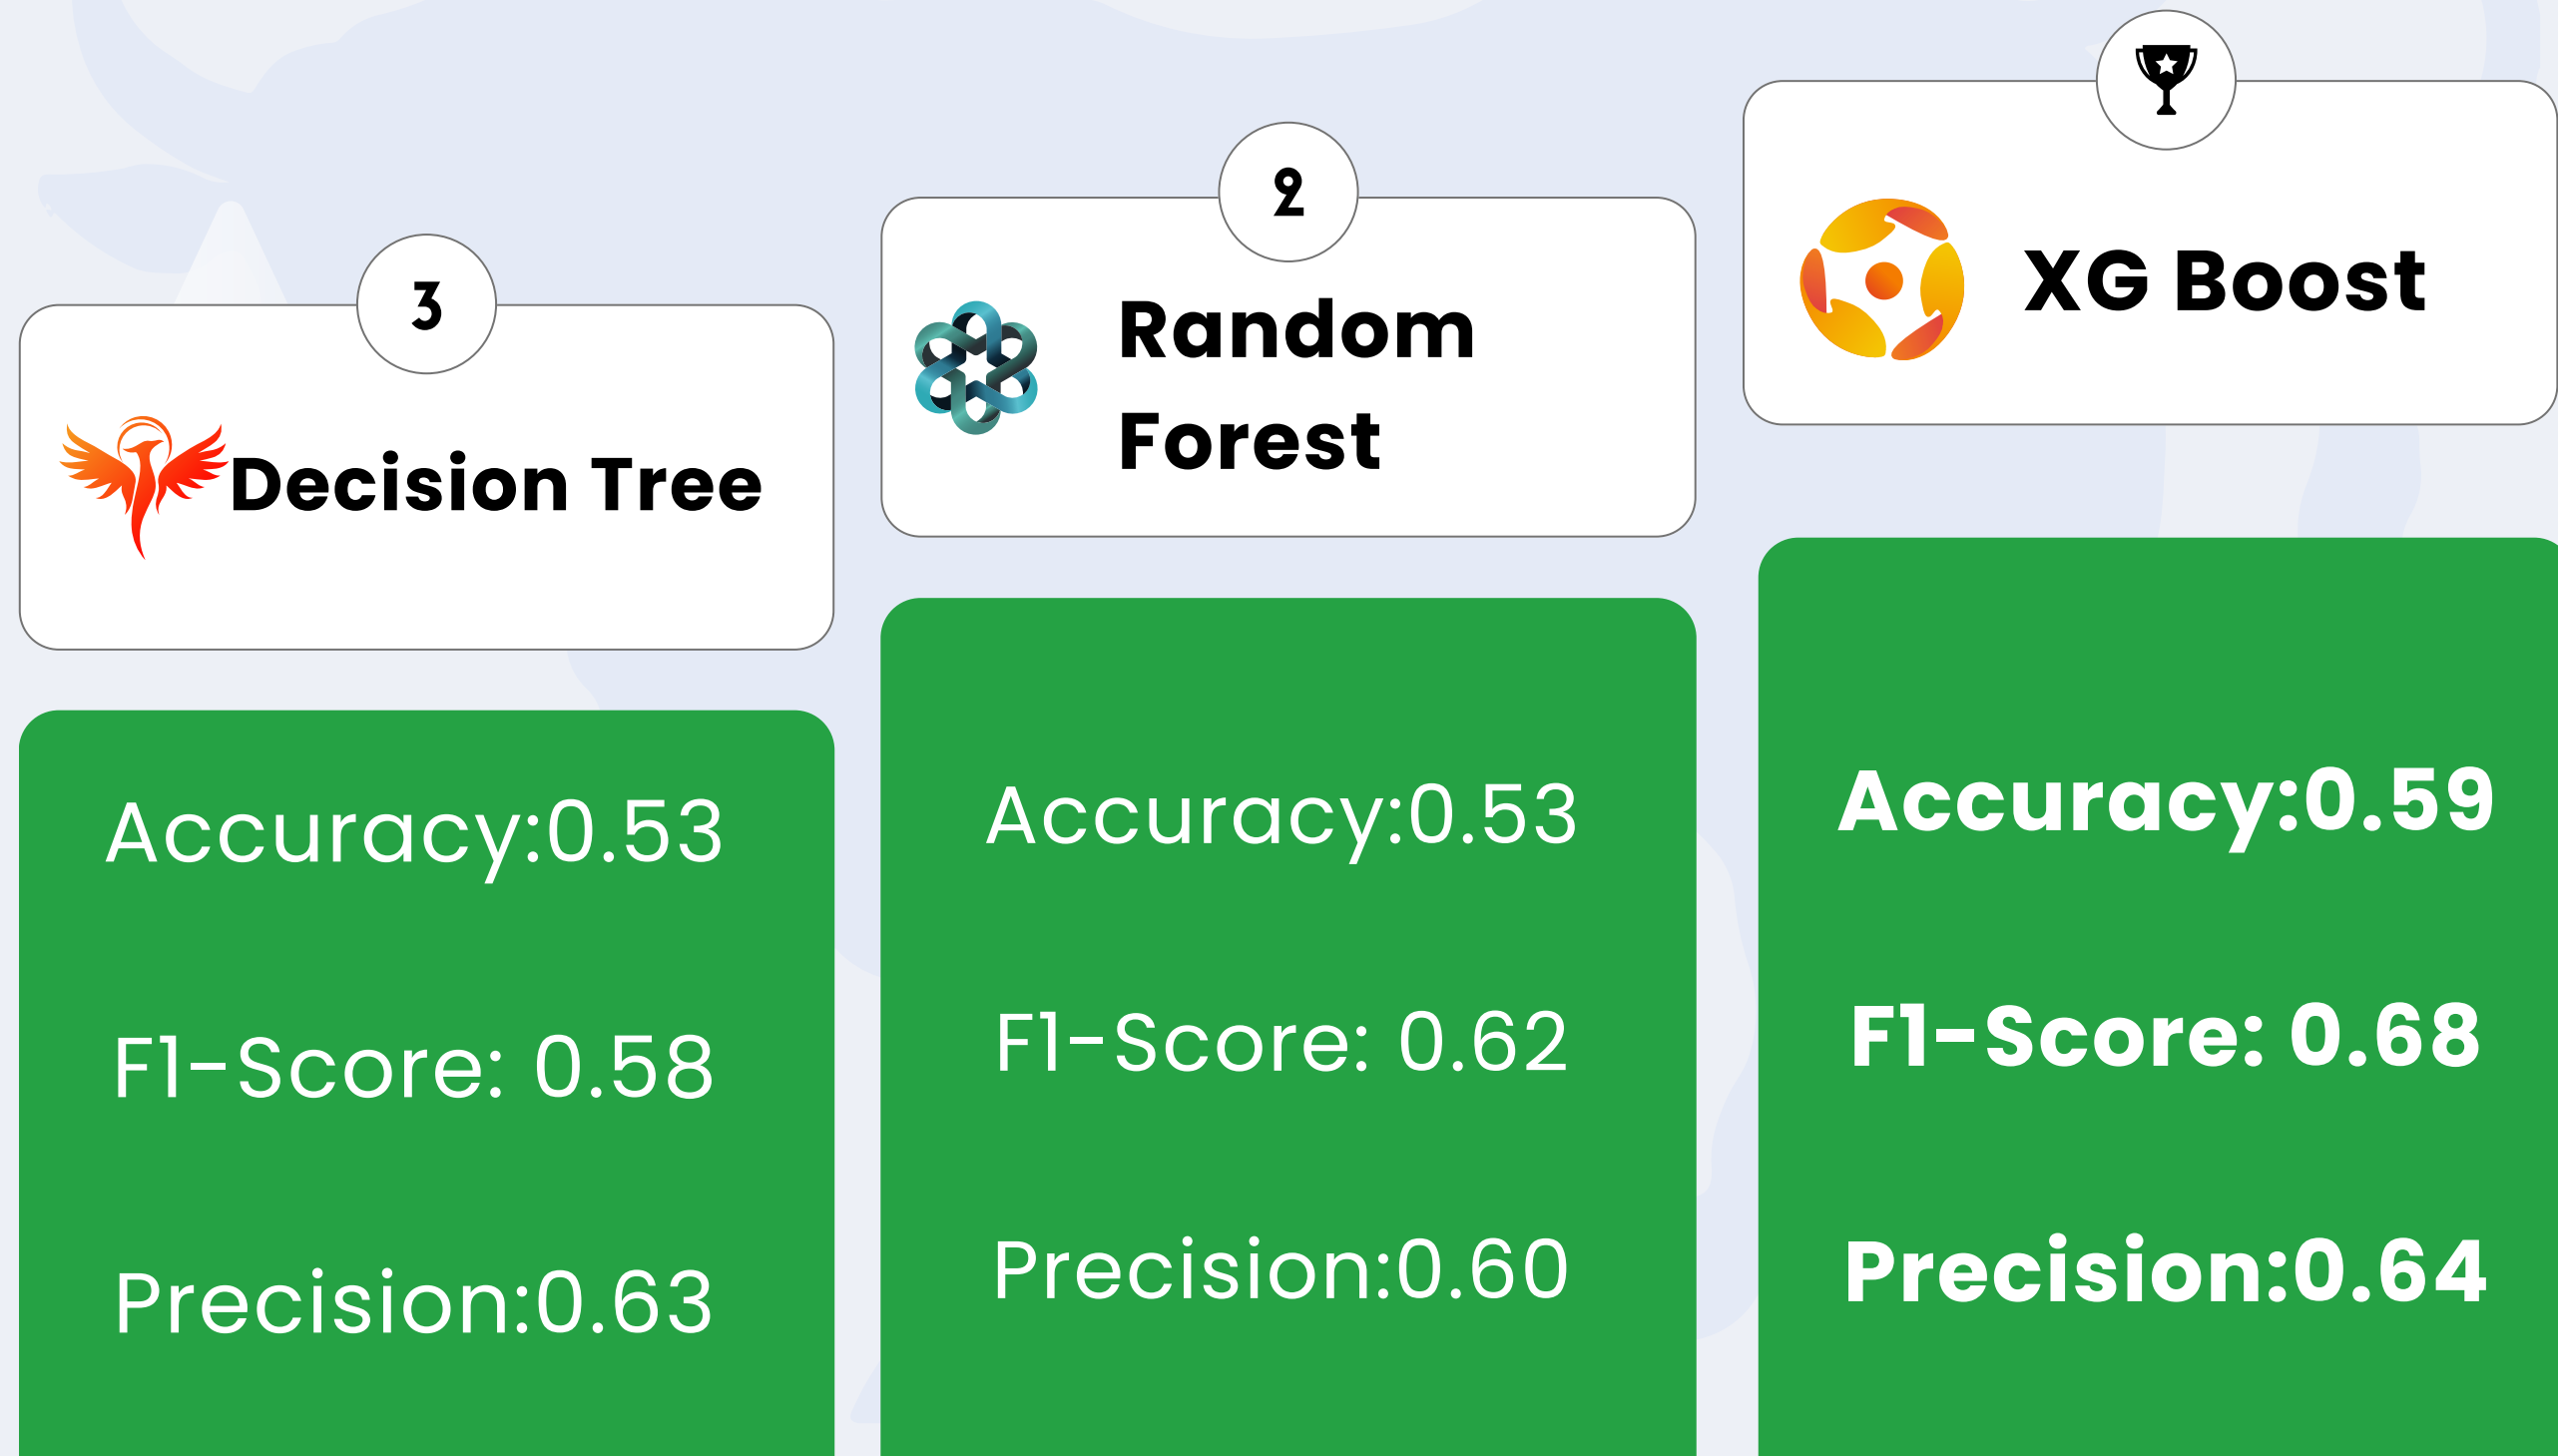 3
Decision Tree
Accuracy:0.53
F1-Score: 0.58
Precision:0.63
2
Random
Forest
Accuracy:0.53
F1-Score: 0.62
Precision:0.60
XG Boost
Accuracy:0.59
F1-Score: 0.68
Precision:0.64